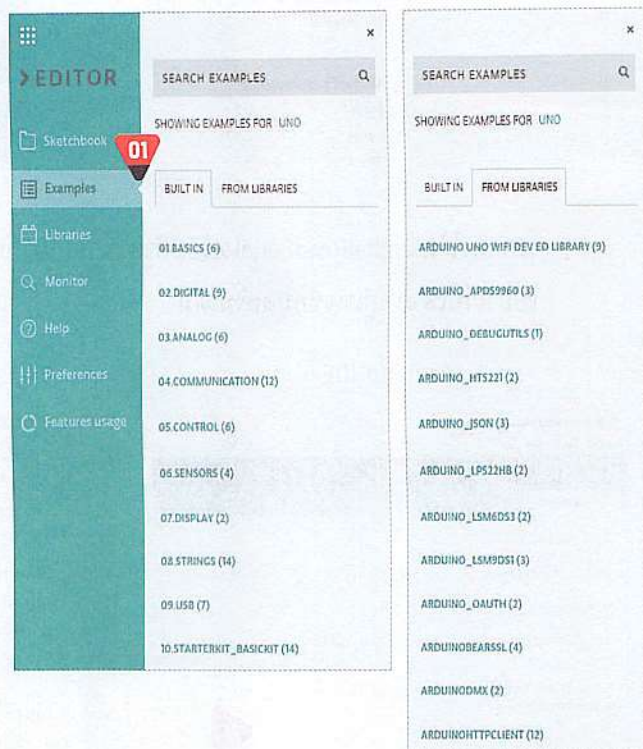 >EDITOR
Sketchbook
01
Examples
Libraries
Monitor
Help
Preferences
Features usage
×
SEARCH EXAMPLES
SHOWING EXAMPLES FOR UNO
BUILT IN FROM LIBRARIES
01.BASICS (6)
02.DIGITAL (9)
03.ANALOG (6)
04.COMMUNICATION (12)
05.CONTROL (6)
06.SENSORS (4)
07.DISPLAY (2)
08.STRINGS (14)
09.USB (7)
10.STARTERKIT_BASICKIT (14)
×
SEARCH EXAMPLES
SHOWING EXAMPLES FOR UNO
BUILT IN FROM LIBRARIES
ARDUINO UNO WIFI DEV ED LIBRARY (9)
ARDUINO_APDS9960 (3)
ARDUINO_DEBUGUTILS (1)
ARDUINO_HTS221 (2)
ARDUINO_JSON (3)
ARDUINO_LPS22HB (2)
ARDUINO_LSM6DS3 (2)
ARDUINO_LSM9DS1 (3)
ARDUINO_OAUTH (2)
ARDUINOBEARSSL (4)
ARDUINODMX (2)
ARDUINOHTTPCLIENT (12)